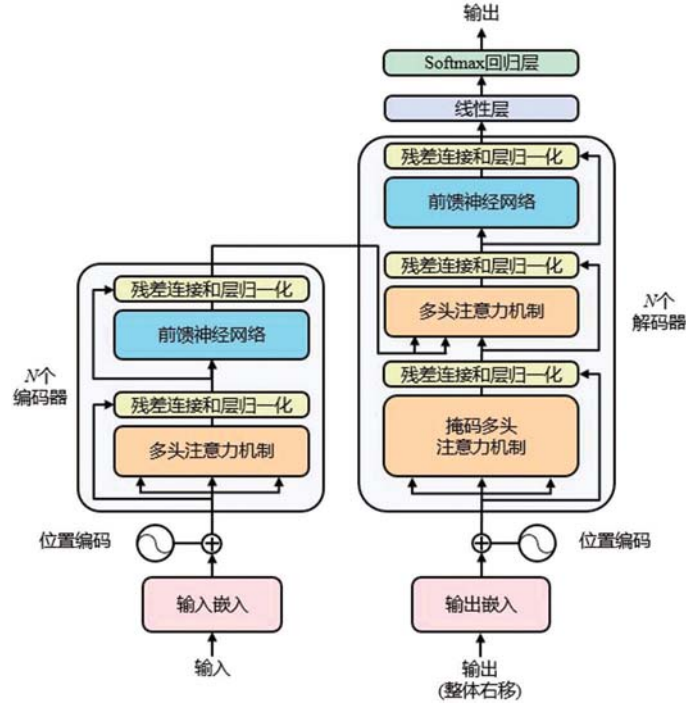 输出
Softmax回归层
线性层
残差连接和层归一化
前馈神经网络
残差连接和层归一化
多头注意力机制
N个
解码器
残差连接和层归一化
掩码多头
注意力机制
残差连接和层归一化
前馈神经网络
N个
编码器
残差连接和层归一化
多头注意力机制
位置编码
位置编码
输入嵌入
输出嵌入
输入
输出
(整体右移)